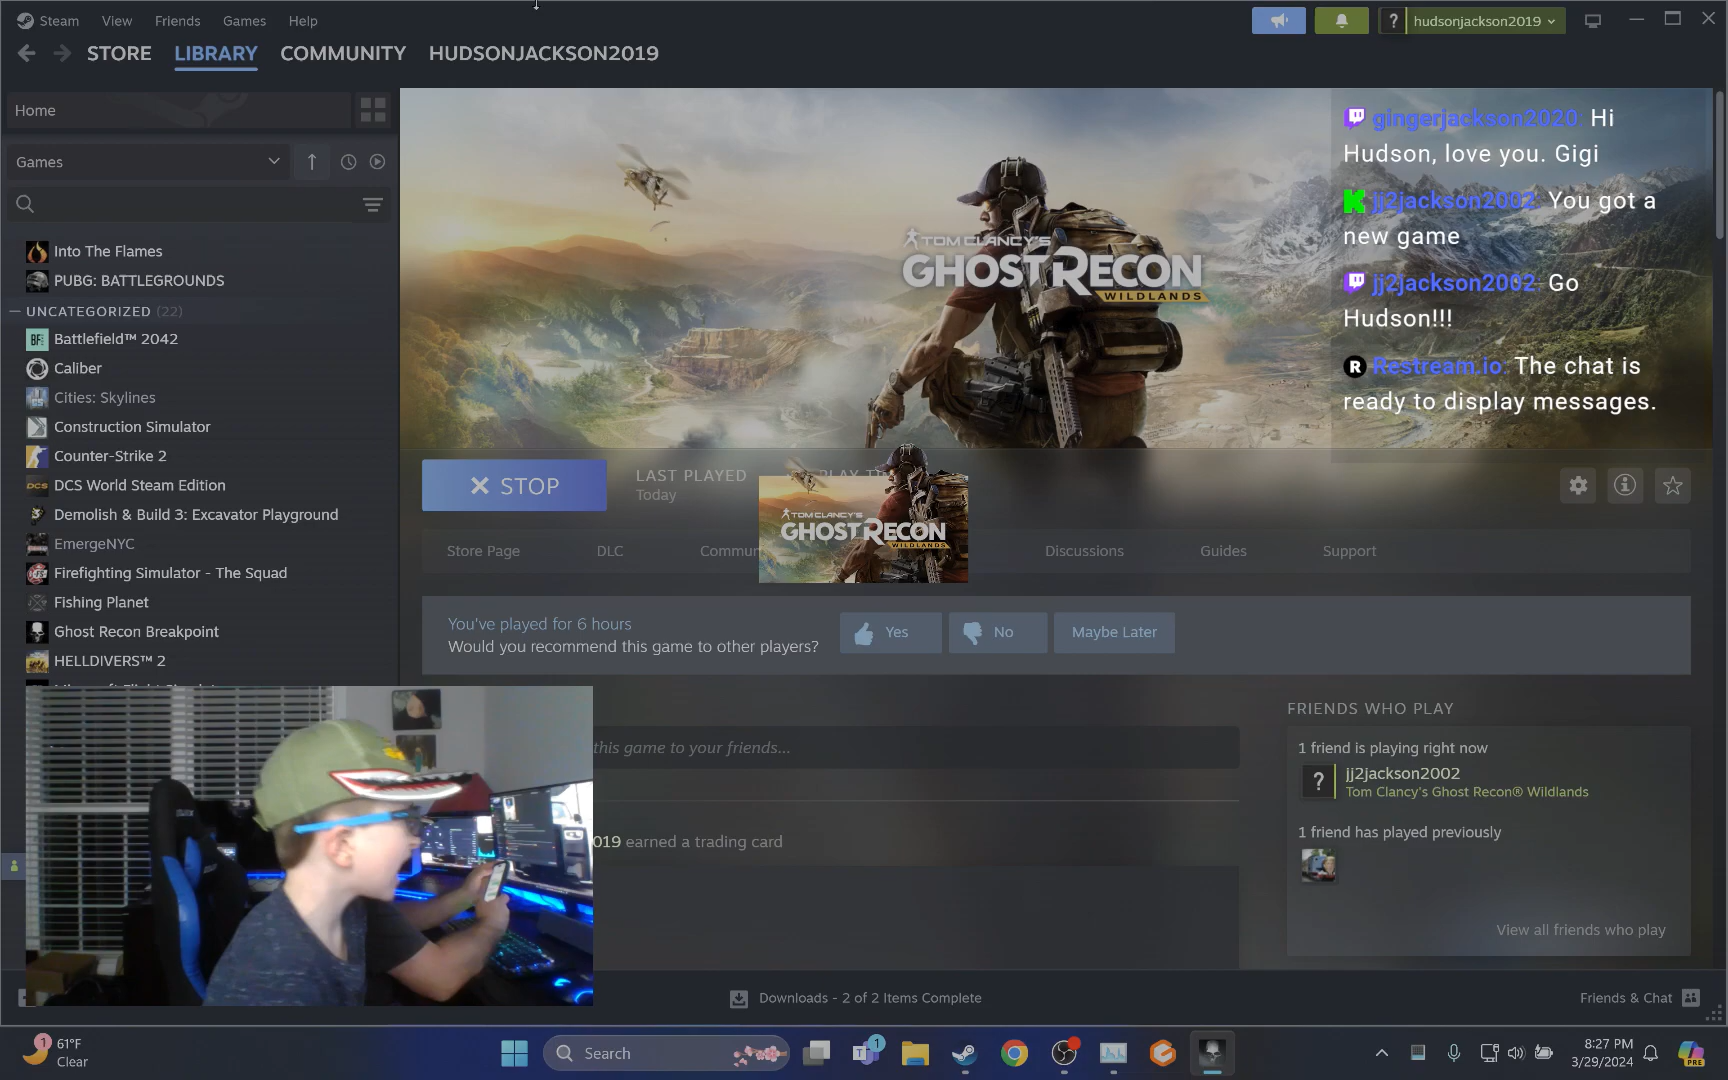 Steam View Friends Games Help
? hudsonjackson2019
STORE LIBRARY COMMUNITY HUDSONJACKSON2019
Home
Games
Into The Flames
PUBG: BATTLEGROUNDS
UNCATEGORIZED (22)
BF Battlefield™ 2042
Caliber
Cities: Skylines
Construction Simulator
Counter-Strike 2
DCS DCS World Steam Edition
Demolish & Build 3: Excavator Playground
EmergeNYC
Firefighting Simulator - The Squad
Fishing Planet
Ghost Recon Breakpoint
HELLDIVERS™ 2
TOM CLANCY'S
GHOST RECON
WILDLANDS
gingerjackson2020: Hi
Hudson, love you. Gigi
K jj2jackson2002: You got a
new game
jj2jackson2002: Go
Hudson!!!
R Restream.io: The chat is
ready to display messages.
STOP
LAST PLAYED
Today
PLAY
TOM CLANCY'S
GHOST RECON
WILDLANDS
Store Page DLC Commun Discussions Guides Support
You've played for 6 hours
Would you recommend this game to other players?
Yes No Maybe Later
this game to your friends...
019 earned a trading card
FRIENDS WHO PLAY
1 friend is playing right now
?
jj2jackson2002
Tom Clancy's Ghost Recon® Wildlands
1 friend has played previously
View all friends who play
Downloads - 2 of 2 Items Complete
Friends & Chat
1
61°F
Clear
Search
T 1
8:27 PM
3/29/2024
PRE